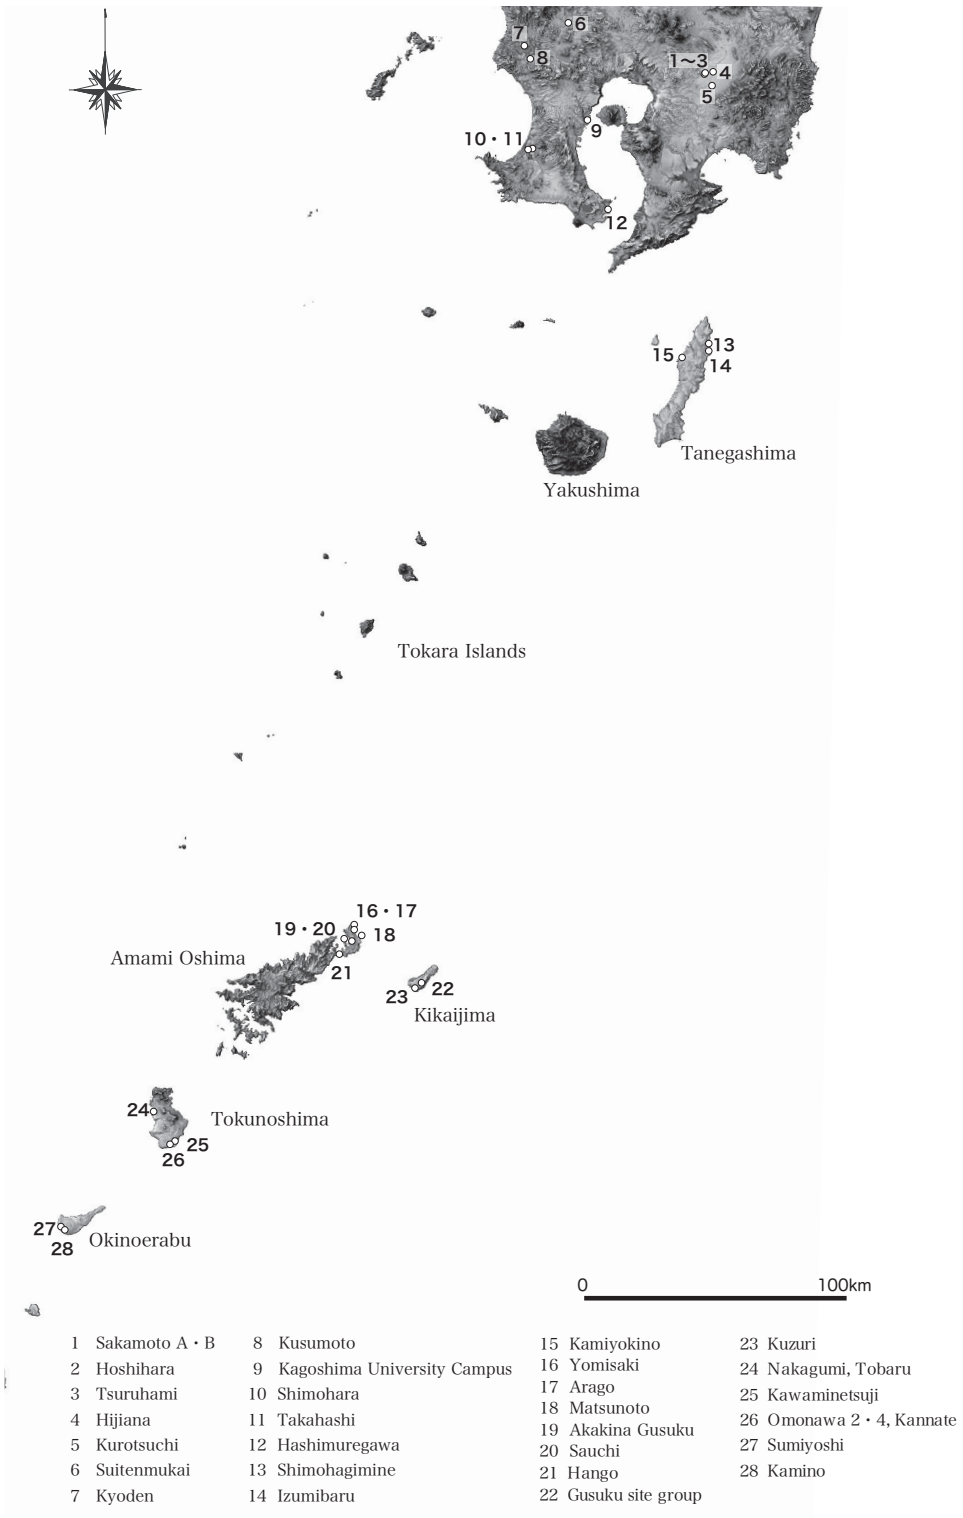 6
7
8
1～3
4
5
9
10・11
12
13
15
14
Tanegashima
Yakushima
Tokara Islands
16・17
19・20
18
Amami Oshima
21
22
23
Kikaijima
24
Tokunoshima
25
26
27
28
Okinoerabu
0 100km
1 Sakamoto A・B
2 Hoshihara
3 Tsuruhami
4 Hijiana
5 Kurotsuchi
6 Suitenmukai
7 Kyoden
8 Kusumoto
9 Kagoshima University Campus
10 Shimohara
11 Takahashi
12 Hashimuregawa
13 Shimohagimine
14 Izumibaru
15 Kamiyokino
16 Yomisaki
17 Arago
18 Matsunoto
19 Akakina Gusuku
20 Sauchi
21 Hango
22 Gusuku site group
23 Kuzuri
24 Nakagumi, Tobaru
25 Kawaminetsuji
26 Omonawa 2・4, Kannate
27 Sumiyoshi
28 Kamino